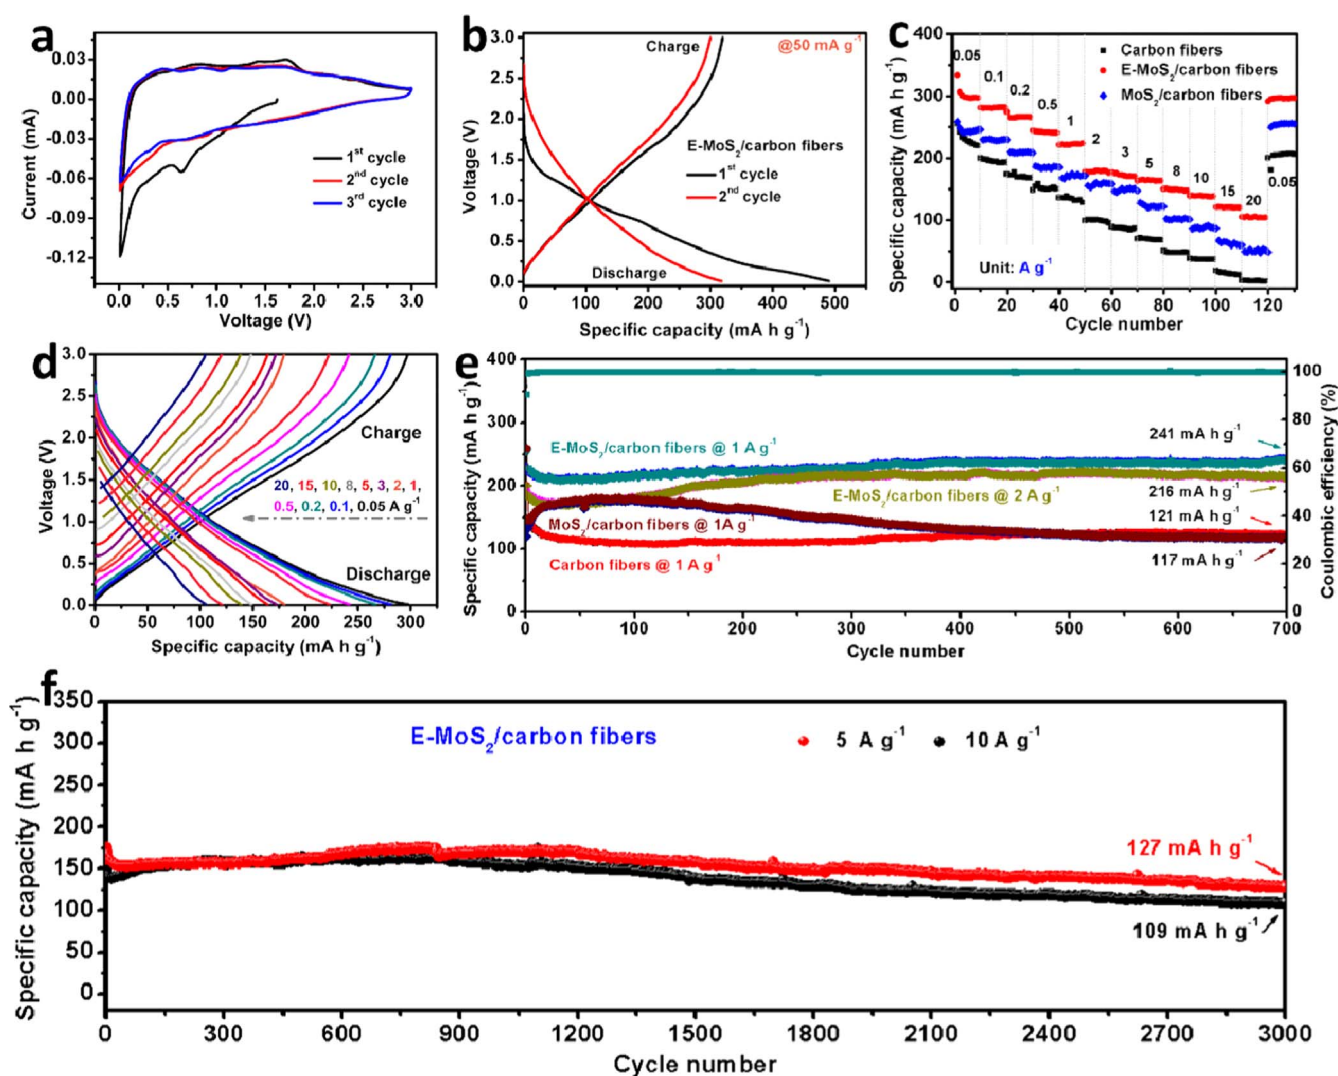 a
Current (mA)
0.03
0.00
-0.03
-0.06
-0.09
-0.12
1st cycle
2nd cycle
3rd cycle
0.0 0.5 1.0 1.5 2.0 2.5 3.0
Voltage (V)
b
Voltage (V)
3.0
2.5
2.0
1.5
1.0
0.5
0.0
Charge
@50 mA g-1
E-MoS2/carbon fibers
1st cycle
2nd cycle
Discharge
0 100 200 300 400 500
Specific capacity (mA h g-1)
c
Specific capacity (mA h g-1)
400
300
200
100
0
Carbon fibers
E-MoS2/carbon fibers
MoS2/carbon fibers
0.05
0.1
0.2
0.5
1
2
3
5
8
10
15
20
0.05
Unit: A g-1
0 20 40 60 80 100 120
Cycle number
d
Voltage (V)
3.0
2.5
2.0
1.5
1.0
0.5
0.0
Charge
20, 15, 10, 8, 5, 3, 2, 1,
0.5, 0.2, 0.1, 0.05 A g-1
Discharge
0 50 100 150 200 250 300
Specific capacity (mA h g-1)
e
Specific capacity (mA h g-1)
400
350
300
250
200
150
100
50
0
E-MoS2/carbon fibers @ 1 A g-1
241 mA h g-1
E-MoS2/carbon fibers @ 2 A g-1
216 mA h g-1
MoS2/carbon fibers @ 1A g-1
121 mA h g-1
Carbon fibers @ 1 A g-1
117 mA h g-1
100
80
60
40
20
0
Coulombic efficiency (%)
0 100 200 300 400 500 600 700
Cycle number
f
Specific capacity (mA h g-1)
350
300
250
200
150
100
50
0
E-MoS2/carbon fibers
5 A g-1
10 A g-1
127 mA h g-1
109 mA h g-1
0 300 600 900 1200 1500 1800 2100 2400 2700 3000
Cycle number